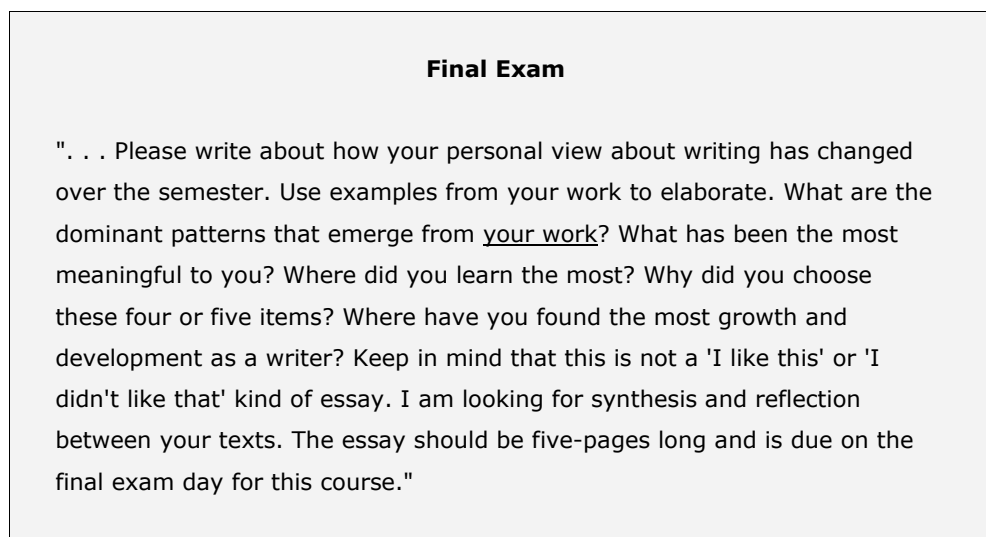 Final Exam
". . . Please write about how your personal view about writing has changed
over the semester. Use examples from your work to elaborate. What are the
dominant patterns that emerge from your work? What has been the most
meaningful to you? Where did you learn the most? Why did you choose
these four or five items? Where have you found the most growth and
development as a writer? Keep in mind that this is not a 'I like this' or 'I
didn't like that' kind of essay. I am looking for synthesis and reflection
between your texts. The essay should be five-pages long and is due on the
final exam day for this course."